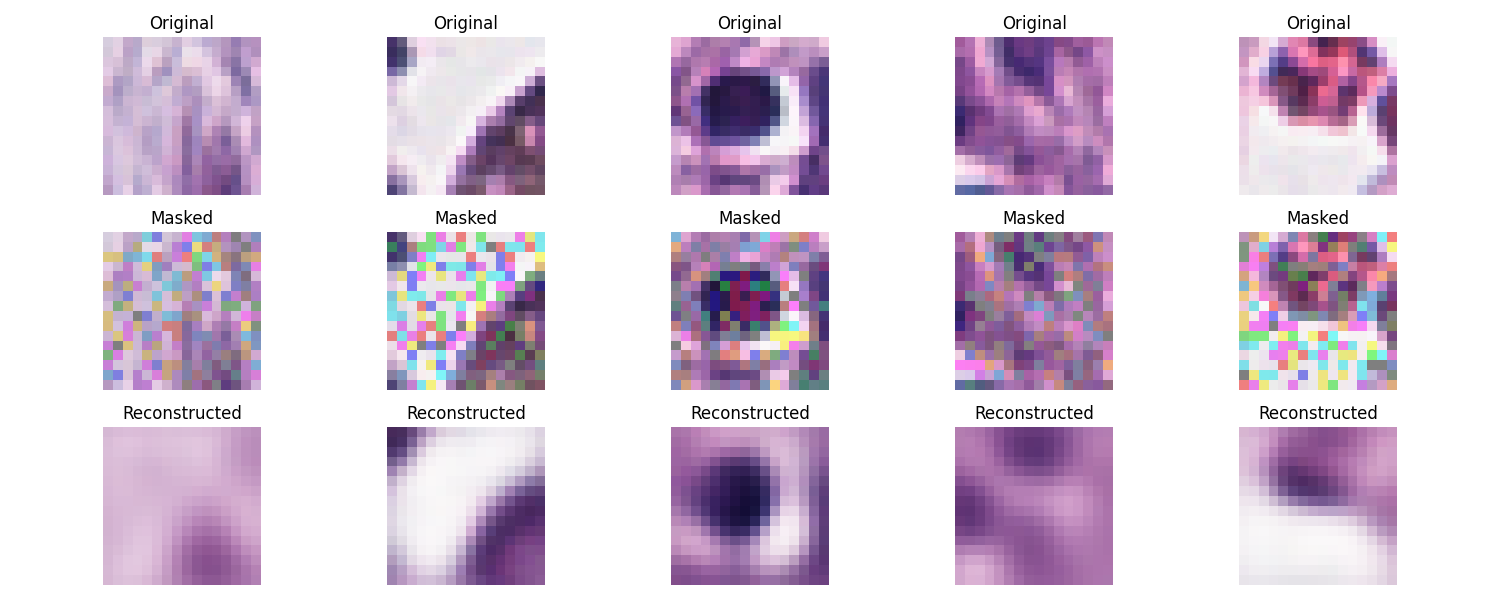 Original Original Original Original Original
Masked Masked Masked Masked Masked
Reconstructed Reconstructed Reconstructed Reconstructed Reconstructed